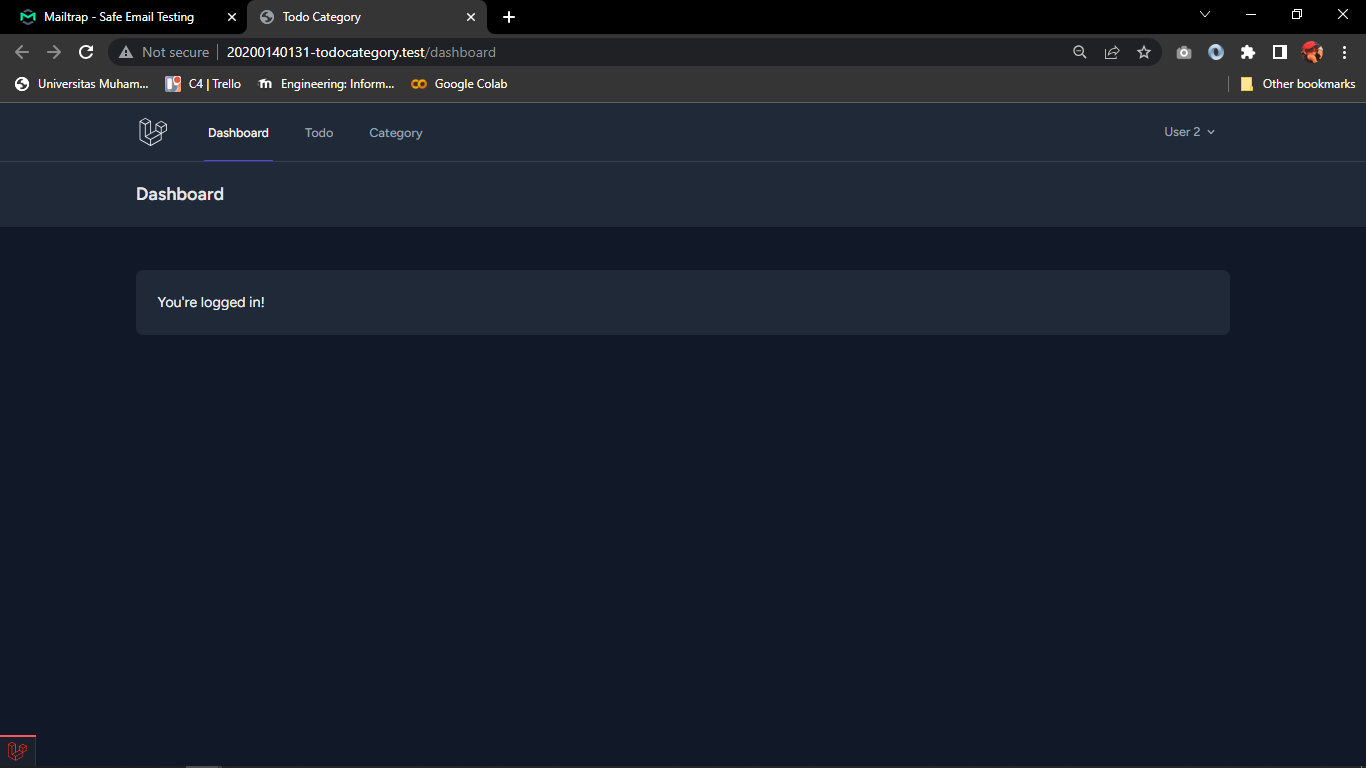 Mailtrap - Safe Email Testing
Todo Category
Not secure
20200140131-todocategory.test/dashboard
Universitas Muham...
C4 | Trello
Engineering: Inform...
Google Colab
Other bookmarks
Dashboard
Todo
Category
User 2
Dashboard
You're logged in!